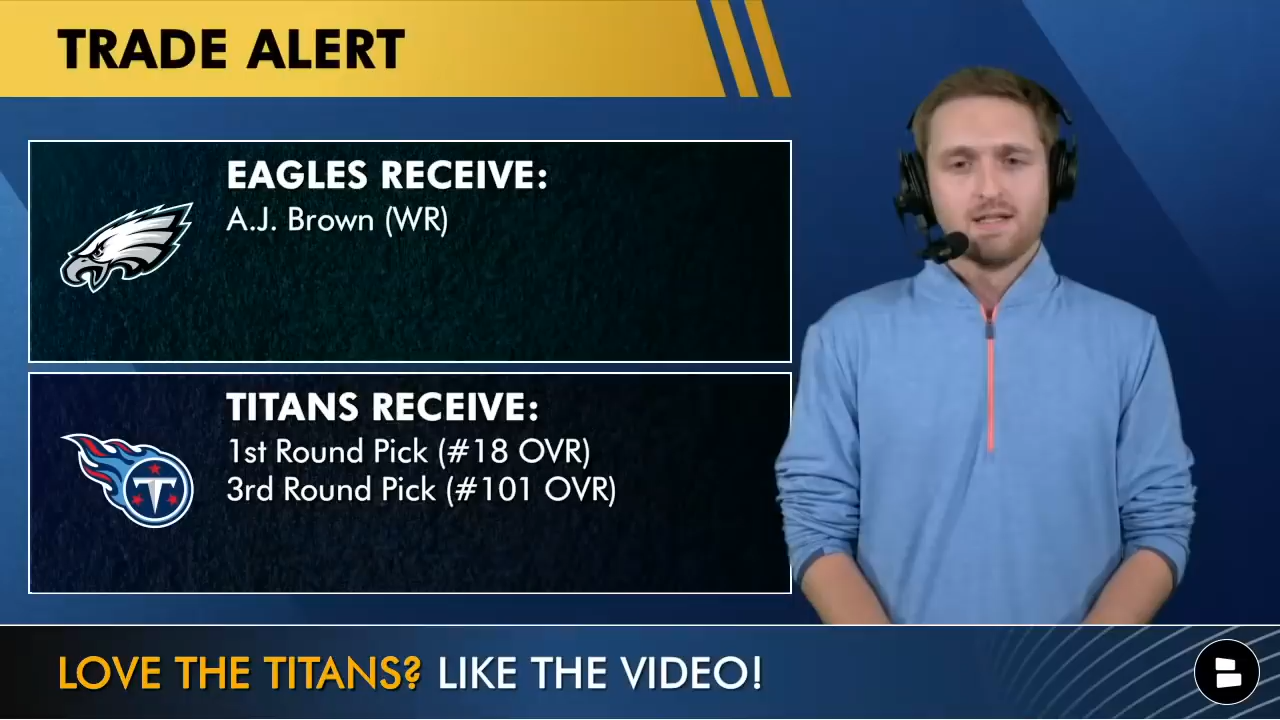 TRADE ALERT
EAGLES RECEIVE:
A.J. Brown (WR)
TITANS RECEIVE:
1st Round Pick (#18 OVR)
3rd Round Pick (#101 OVR)
LOVE THE TITANS? LIKE THE VIDEO!